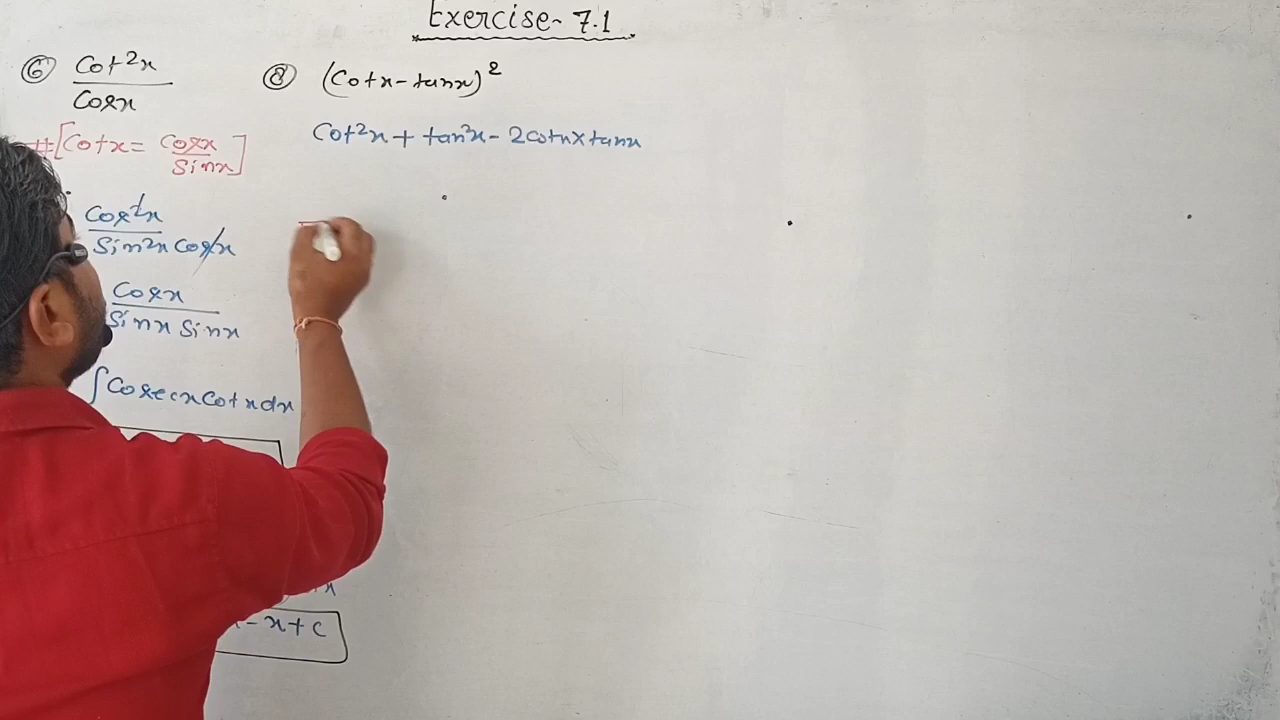 Exercise- 7.1
⑥ Cot²x / Cosx
#[Cotx = Cosx / Sinx]
Cos²x / Sin²x Cosx
Cosx / Sinx Sinx
∫Cosecx Cotx dx
x
- x + c
⑧ (Cotx - tanx)²
Cot²x + tan²x - 2cotx × tanx